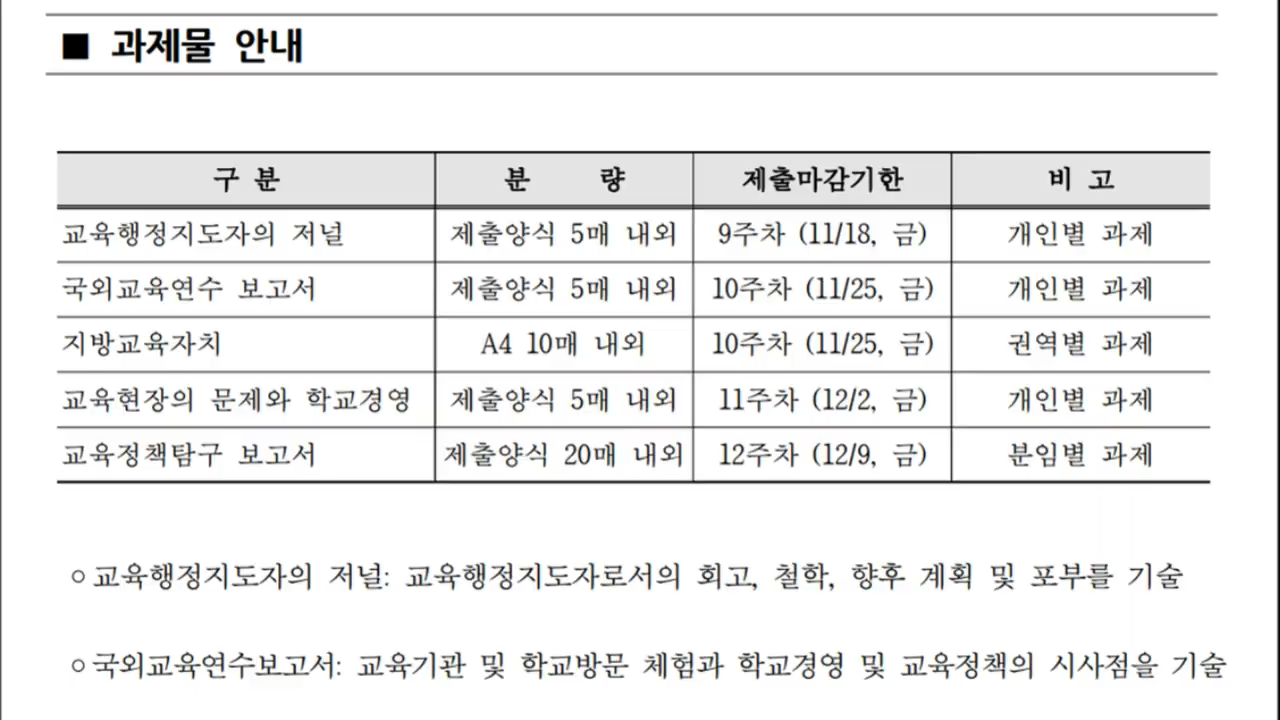 ■ 과제물 안내
구 분 분 량 제출마감기한 비 고
교육행정지도자의 저널 제출양식 5매 내외 9주차 (11/18, 금) 개인별 과제
국외교육연수 보고서 제출양식 5매 내외 10주차 (11/25, 금) 개인별 과제
지방교육자치 A4 10매 내외 10주차 (11/25, 금) 권역별 과제
교육현장의 문제와 학교경영 제출양식 5매 내외 11주차 (12/2, 금) 개인별 과제
교육정책탐구 보고서 제출양식 20매 내외 12주차 (12/9, 금) 분임별 과제
○ 교육행정지도자의 저널: 교육행정지도자로서의 회고, 철학, 향후 계획 및 포부를 기술
○ 국외교육연수보고서: 교육기관 및 학교방문 체험과 학교경영 및 교육정책의 시사점을 기술